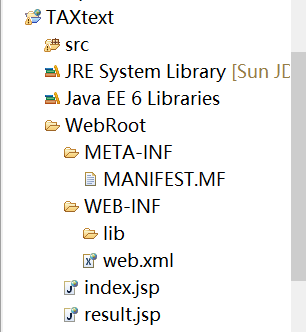 TAXtext
src
JRE System Library [Sun JD
Java EE 6 Libraries
WebRoot
META-INF
MANIFEST.MF
WEB-INF
lib
web.xml
index.jsp
result.jsp